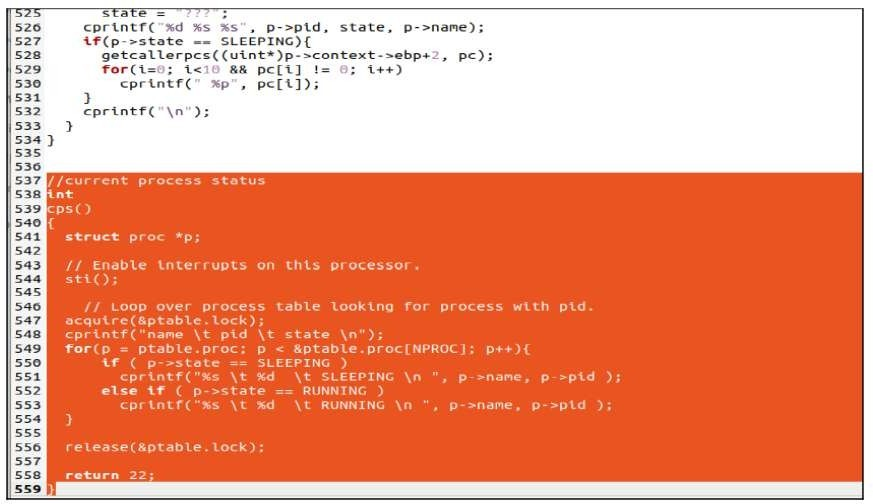 525       state = "???";
526     cprintf("%d %s %s", p->pid, state, p->name);
527     if(p->state == SLEEPING){
528       getcallerpcs((uint*)p->context->ebp+2, pc);
529       for(i=0; i<10 && pc[i] != 0; i++)
530         cprintf(" %p", pc[i]);
531     }
532     cprintf("\n");
533   }
534 }
535
536
537 //current process status
538 int
539 cps()
540 {
541   struct proc *p;
542
543   // Enable interrupts on this processor.
544   sti();
545
546     // Loop over process table looking for process with pid.
547   acquire(&ptable.lock);
548   cprintf("name \t pid \t state \n");
549   for(p = ptable.proc; p < &ptable.proc[NPROC]; p++){
550       if ( p->state == SLEEPING )
551         cprintf("%s \t %d  \t SLEEPING \n ", p->name, p->pid );
552       else if ( p->state == RUNNING )
553         cprintf("%s \t %d  \t RUNNING \n ", p->name, p->pid );
554   }
555
556   release(&ptable.lock);
557
558   return 22;
559 }